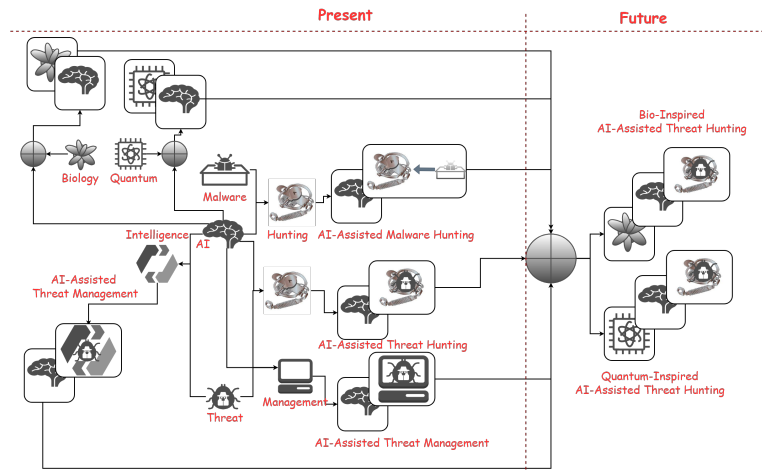 Present
Future
Bio-Inspired
AI-Assisted Threat Hunting
Biology
Quantum
Malware
Intelligence
AI
Hunting
AI-Assisted Malware Hunting
AI-Assisted
Threat Management
AI-Assisted Threat Hunting
Quantum-Inspired
AI-Assisted Threat Hunting
Management
Threat
AI-Assisted Threat Management